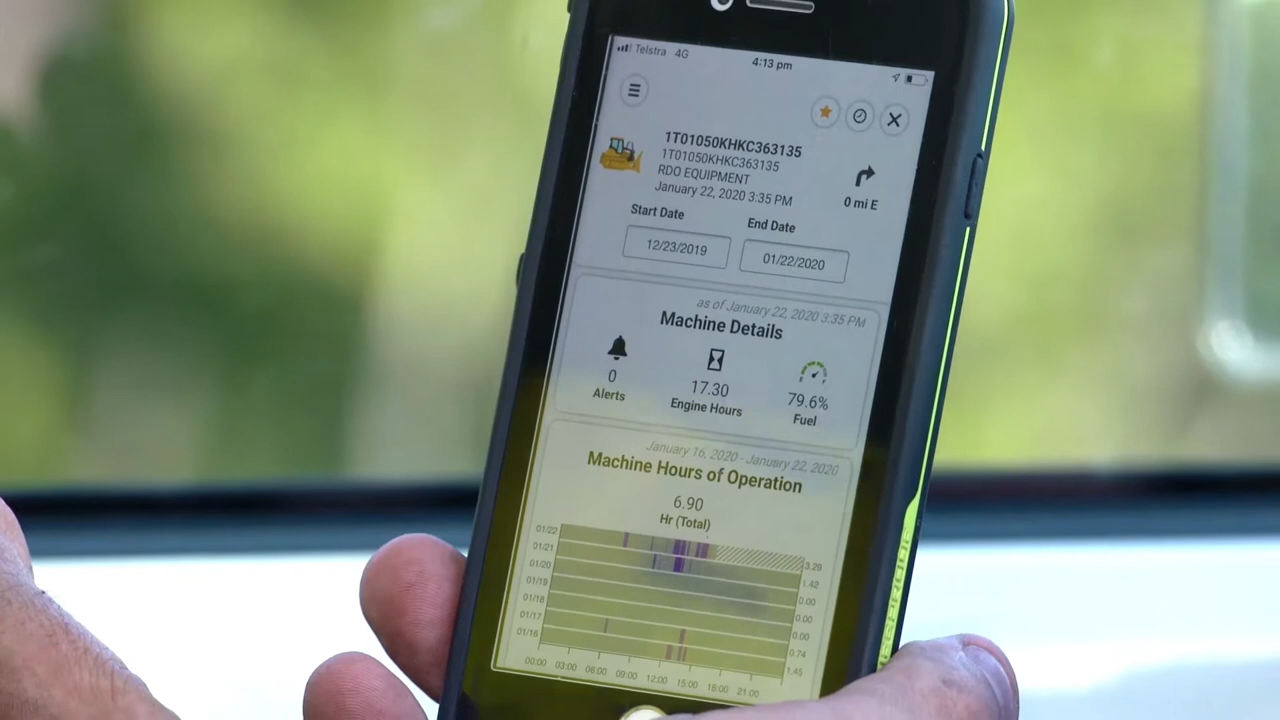 Telstra 4G 4:13 pm
1T01050KHKC363135
1T01050KHKC363135
RDO EQUIPMENT
January 22, 2020 3:35 PM
0 mi E
Start Date End Date
12/23/2019 01/22/2020
as of January 22, 2020 3:35 PM
Machine Details
0 17.30 79.6%
Alerts Engine Hours Fuel
January 16, 2020 - January 22, 2020
Machine Hours of Operation
6.90
Hr (Total)
01/22 3.29
01/21 1.42
01/20 0.00
01/19 0.00
01/18 0.00
01/17 0.74
01/16 1.45
00:00 03:00 06:00 09:00 12:00 15:00 18:00 21:00